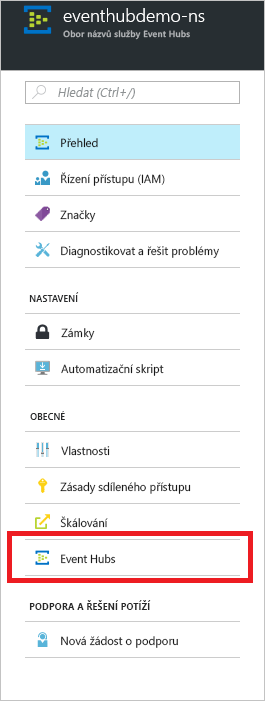 eventhubdemo-ns
Obor názvů služby Event Hubs
Hledat (Ctrl+/)
Přehled
Řízení přístupu (IAM)
Značky
Diagnostikovat a řešit problémy
NASTAVENÍ
Zámky
Automatizační skript
OBECNÉ
Vlastnosti
Zásady sdíleného přístupu
Škálování
Event Hubs
PODPORA A ŘEŠENÍ POTÍŽÍ
Nová žádost o podporu